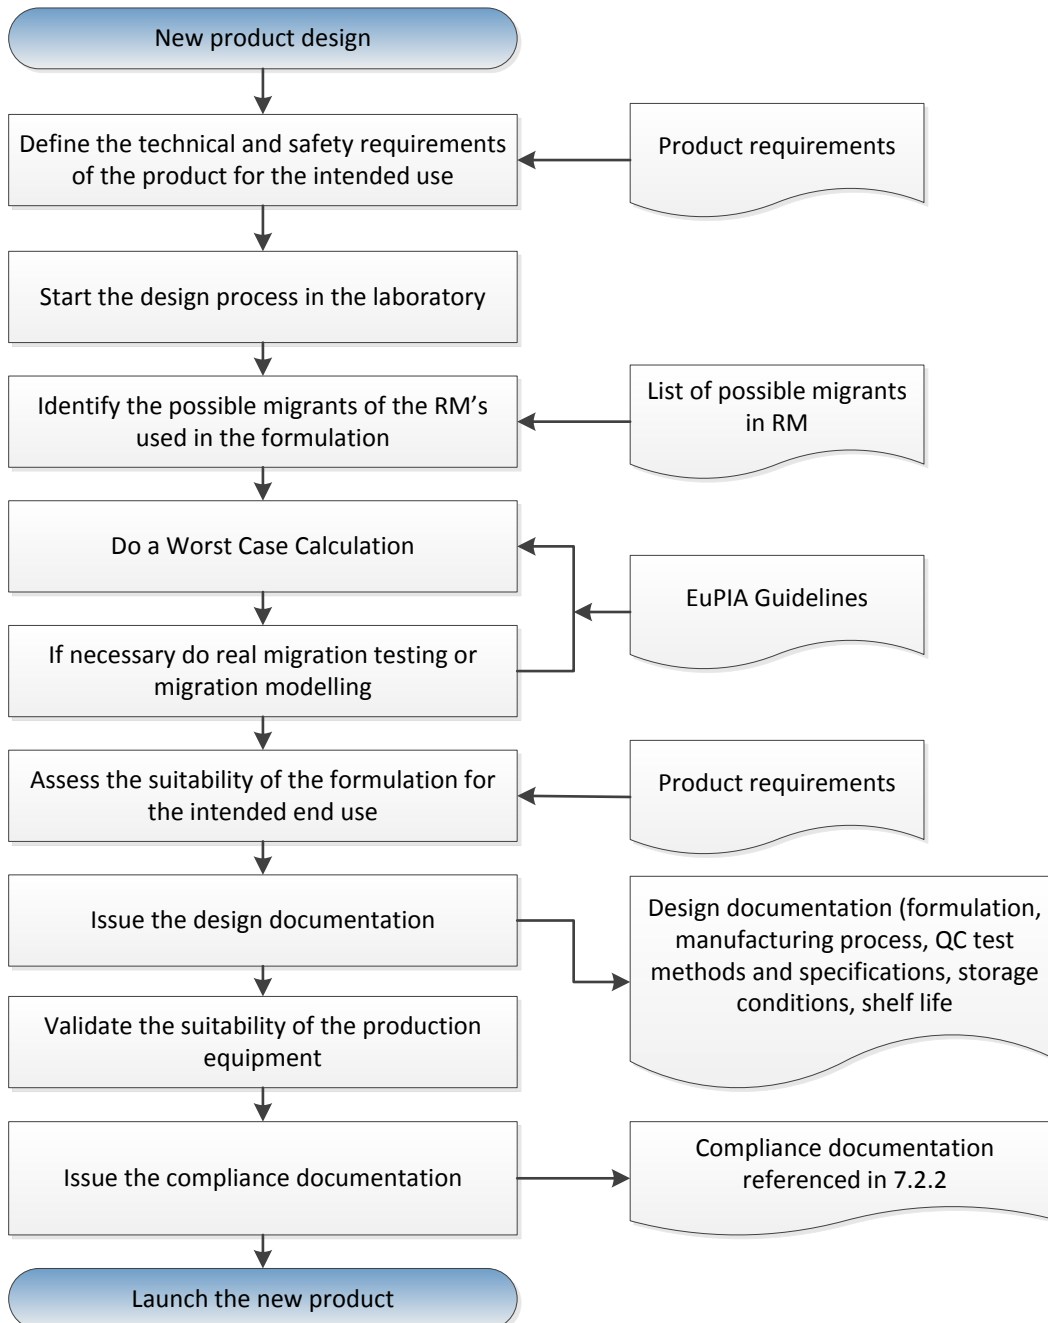 New product design
Define the technical and safety requirements
of the product for the intended use
Product requirements
Start the design process in the laboratory
Identify the possible migrants of the RM’s
used in the formulation
List of possible migrants
in RM
Do a Worst Case Calculation
EuPIA Guidelines
If necessary do real migration testing or
migration modelling
Assess the suitability of the formulation for
the intended end use
Product requirements
Issue the design documentation
Design documentation (formulation,
manufacturing process, QC test
methods and specifications, storage
conditions, shelf life
Validate the suitability of the production
equipment
Issue the compliance documentation
Compliance documentation
referenced in 7.2.2
Launch the new product